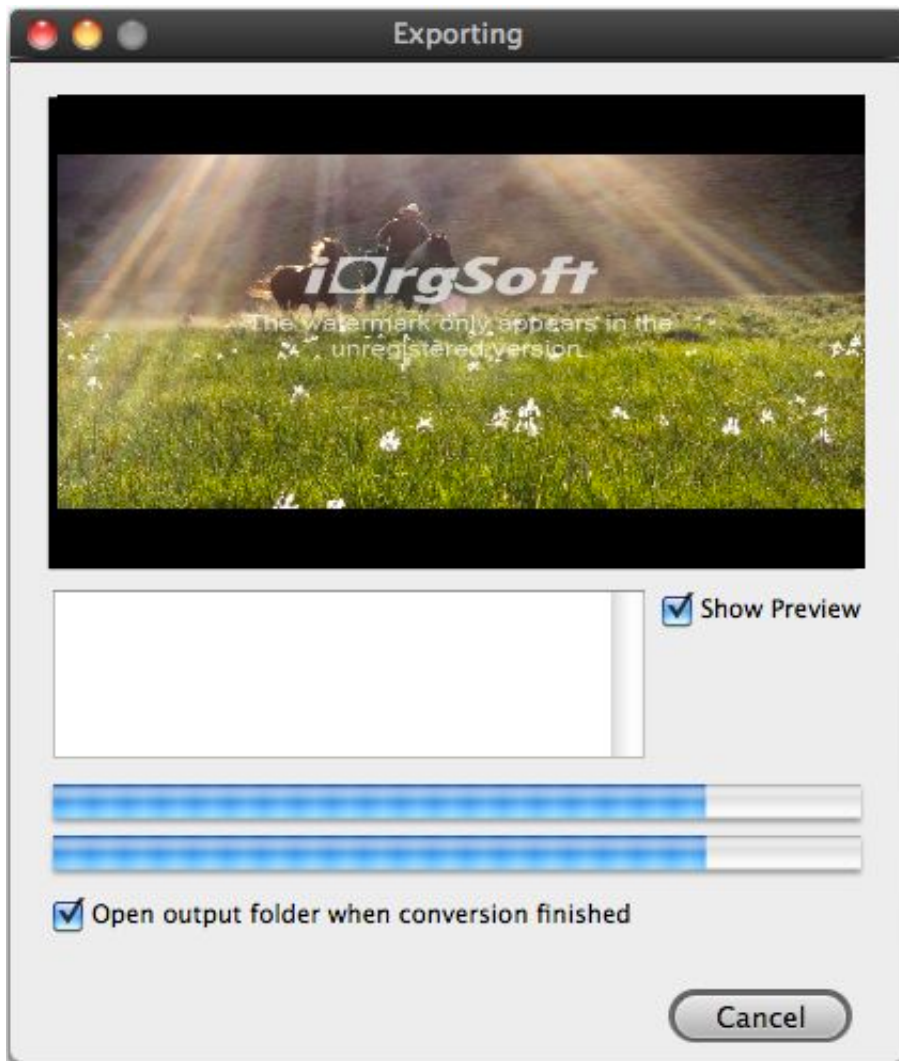 Exporting
iOrgSoft
The watermark only appears in the
unregistered version.
Show Preview
Open output folder when conversion finished
Cancel